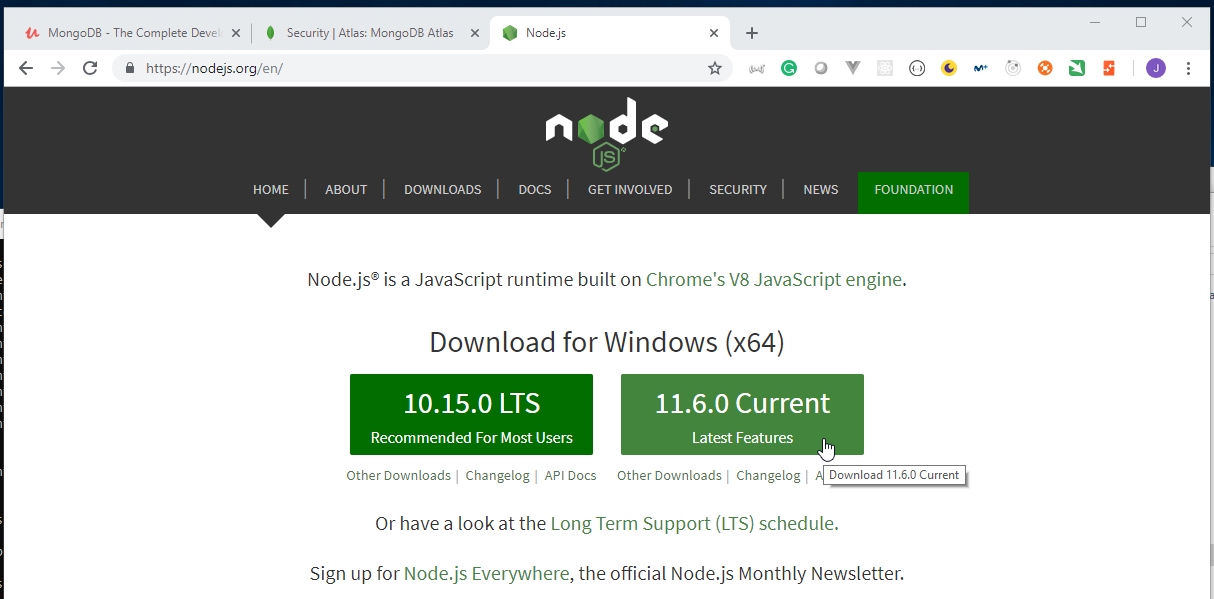 MongoDB - The Complete Devel
Security | Atlas: MongoDB Atlas
Node.js
https://nodejs.org/en/
J
node
JS
HOME
ABOUT
DOWNLOADS
DOCS
GET INVOLVED
SECURITY
NEWS
FOUNDATION
Node.js® is a JavaScript runtime built on Chrome's V8 JavaScript engine.
Download for Windows (x64)
10.15.0 LTS
Recommended For Most Users
11.6.0 Current
Latest Features
Other Downloads | Changelog | API Docs
Other Downloads | Changelog | A
Download 11.6.0 Current
Or have a look at the Long Term Support (LTS) schedule.
Sign up for Node.js Everywhere, the official Node.js Monthly Newsletter.